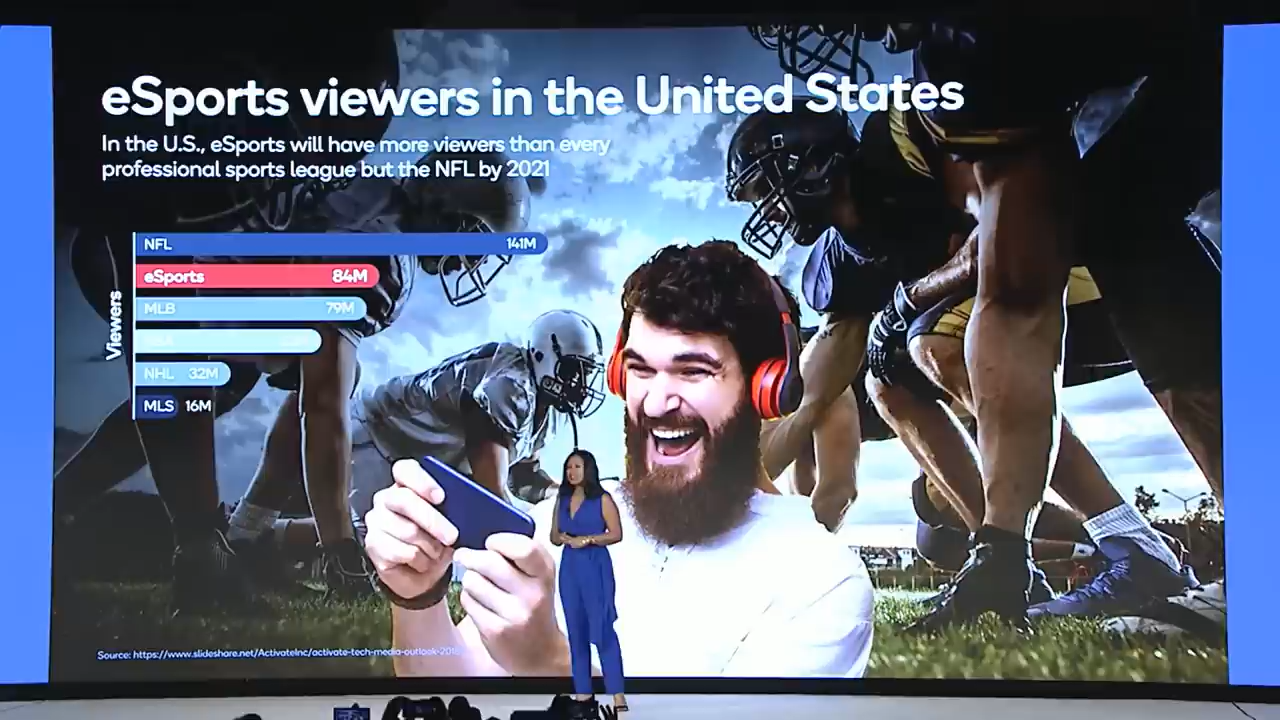 eSports viewers in the United States
In the U.S., eSports will have more viewers than every
professional sports league but the NFL by 2021
NFL 141M
eSports 84M
MLB 79M
NHL 32M
MLS 16M
Viewers
Source: https://www.slideshare.net/ActivateInc/activate-tech-media-outlook-2018